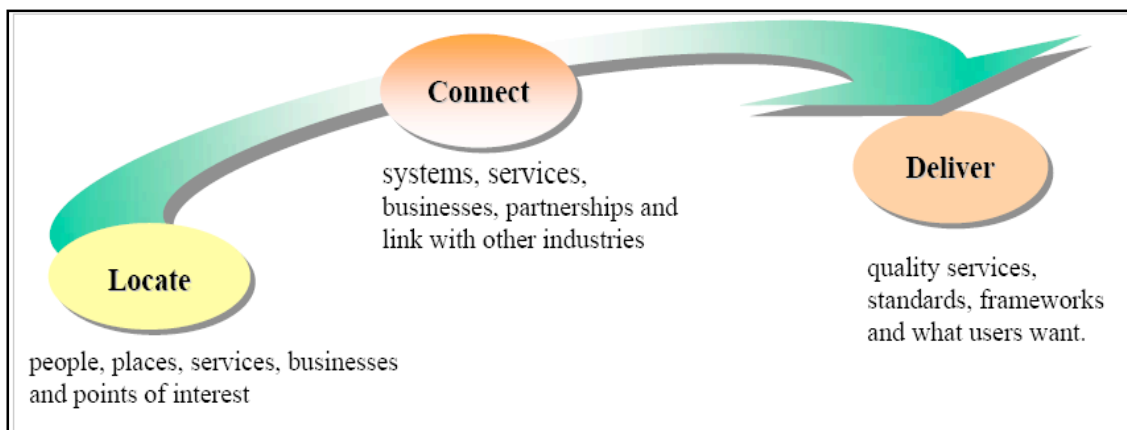 Locate
people, places, services, businesses
and points of interest
Connect
systems, services,
businesses, partnerships and
link with other industries
Deliver
quality services,
standards, frameworks
and what users want.